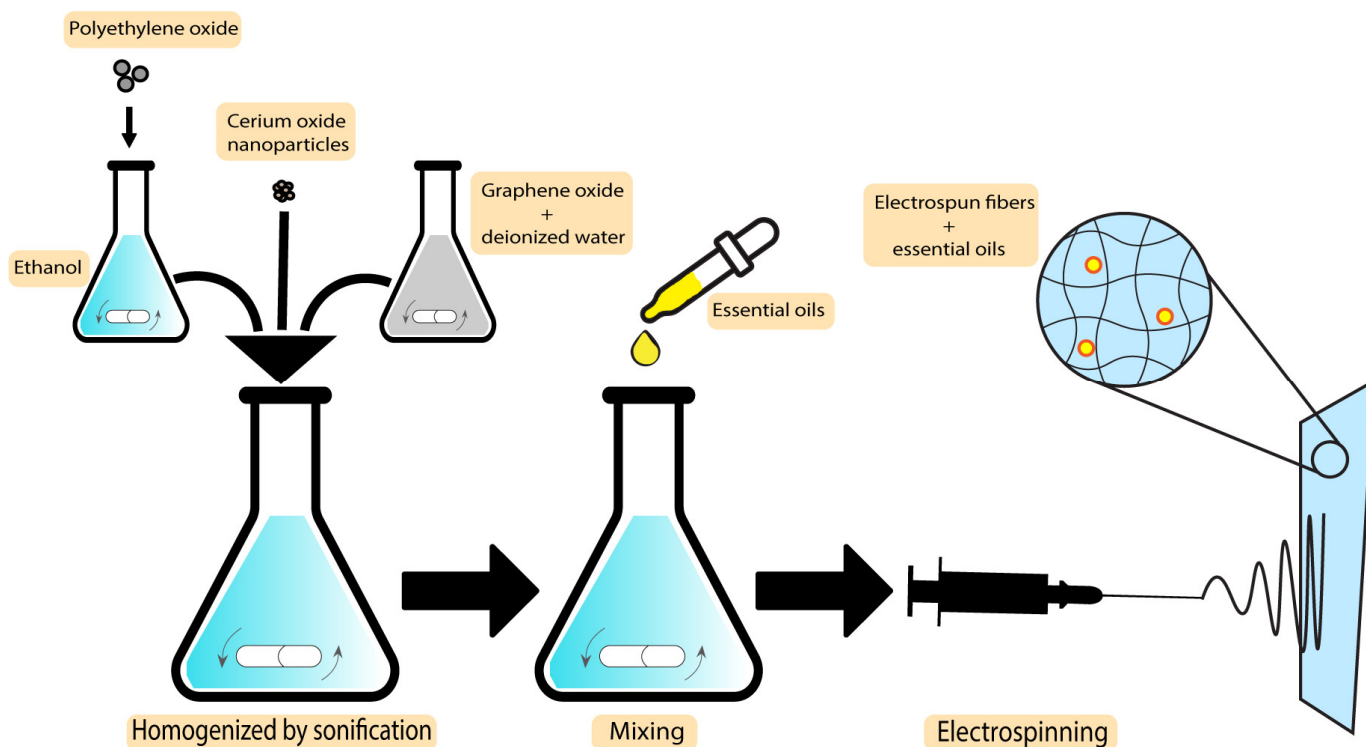 Polyethylene oxide
Cerium oxide
nanoparticles
Graphene oxide
+
deionized water
Ethanol
Essential oils
Electrospun fibers
+
essential oils
Homogenized by sonification
Mixing
Electrospinning